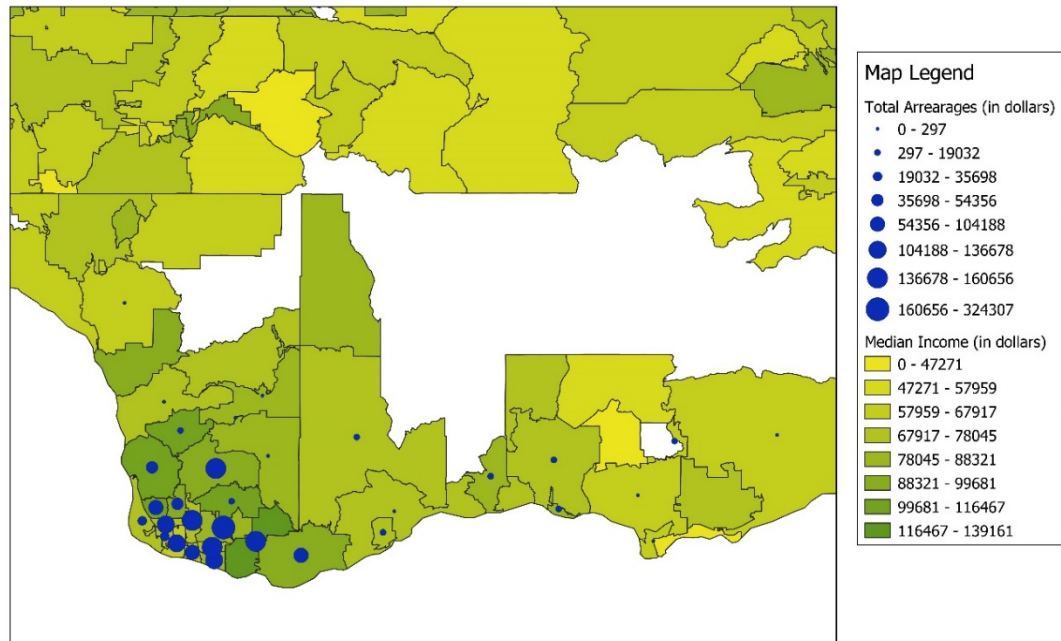 Map Legend
Total Arrearages (in dollars)
0 - 297
297 - 19032
19032 - 35698
35698 - 54356
54356 - 104188
104188 - 136678
136678 - 160656
160656 - 324307
Median Income (in dollars)
0 - 47271
47271 - 57959
57959 - 67917
67917 - 78045
78045 - 88321
88321 - 99681
99681 - 116467
116467 - 139161